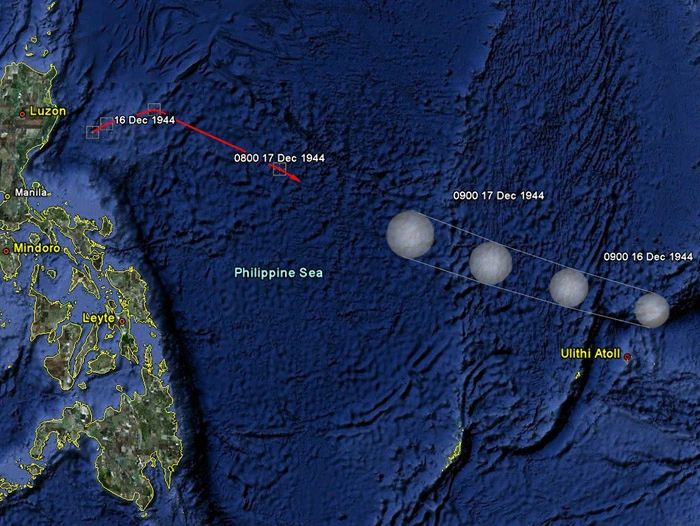 Luzon
16 Dec 1944
0800 17 Dec 1944
Manila
0900 17 Dec 1944
Mindoro
0900 16 Dec 1944
Philippine Sea
Leyte
Ulithi Atoll